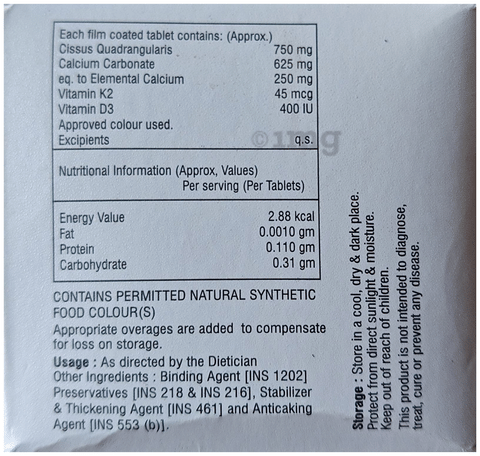 Each film coated tablet contains: (Approx.)
Cissus Quadrangularis 750 mg
Calcium Carbonate 625 mg
eq. to Elemental Calcium 250 mg
Vitamin K2 45 mcg
Vitamin D3 400 IU
Approved colour used.
Excipients q.s.
©1mg
Nutritional Information (Approx, Values)
Per serving (Per Tablets)
Energy Value 2.88 kcal
Fat 0.0010 gm
Protein 0.110 gm
Carbohydrate 0.31 gm
CONTAINS PERMITTED NATURAL SYNTHETIC
FOOD COLOUR(S)
Appropriate overages are added to compensate
for loss on storage.
Usage : As directed by the Dietician
Other Ingredients : Binding Agent [INS 1202]
Preservatives [INS 218 & INS 216], Stabilizer
& Thickening Agent [INS 461] and Anticaking
Agent [INS 553 (b)].
Storage : Store in a cool, dry & dark place.
Protect from direct sunlight & moisture.
Keep out of reach of children.
This product is not intended to diagnose,
treat, cure or prevent any disease.